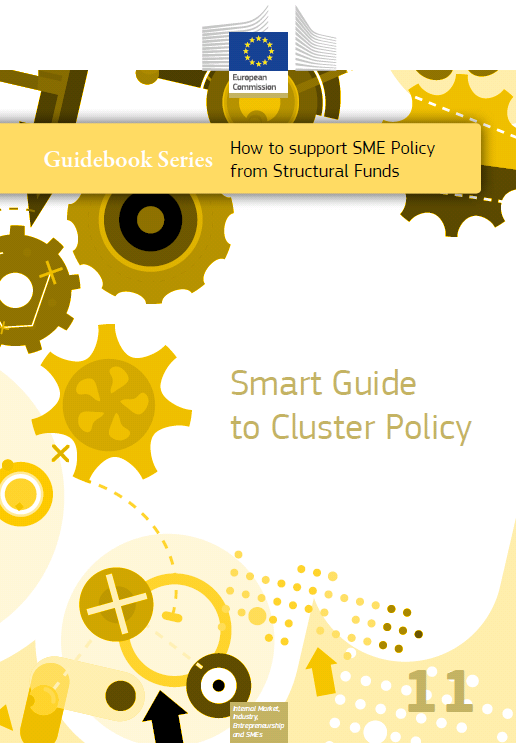 European
Commission
Guidebook Series
How to support SME Policy
from Structural Funds
Smart Guide
to Cluster Policy
11
Internal Market,
Industry,
Entrepreneurship
and SMEs